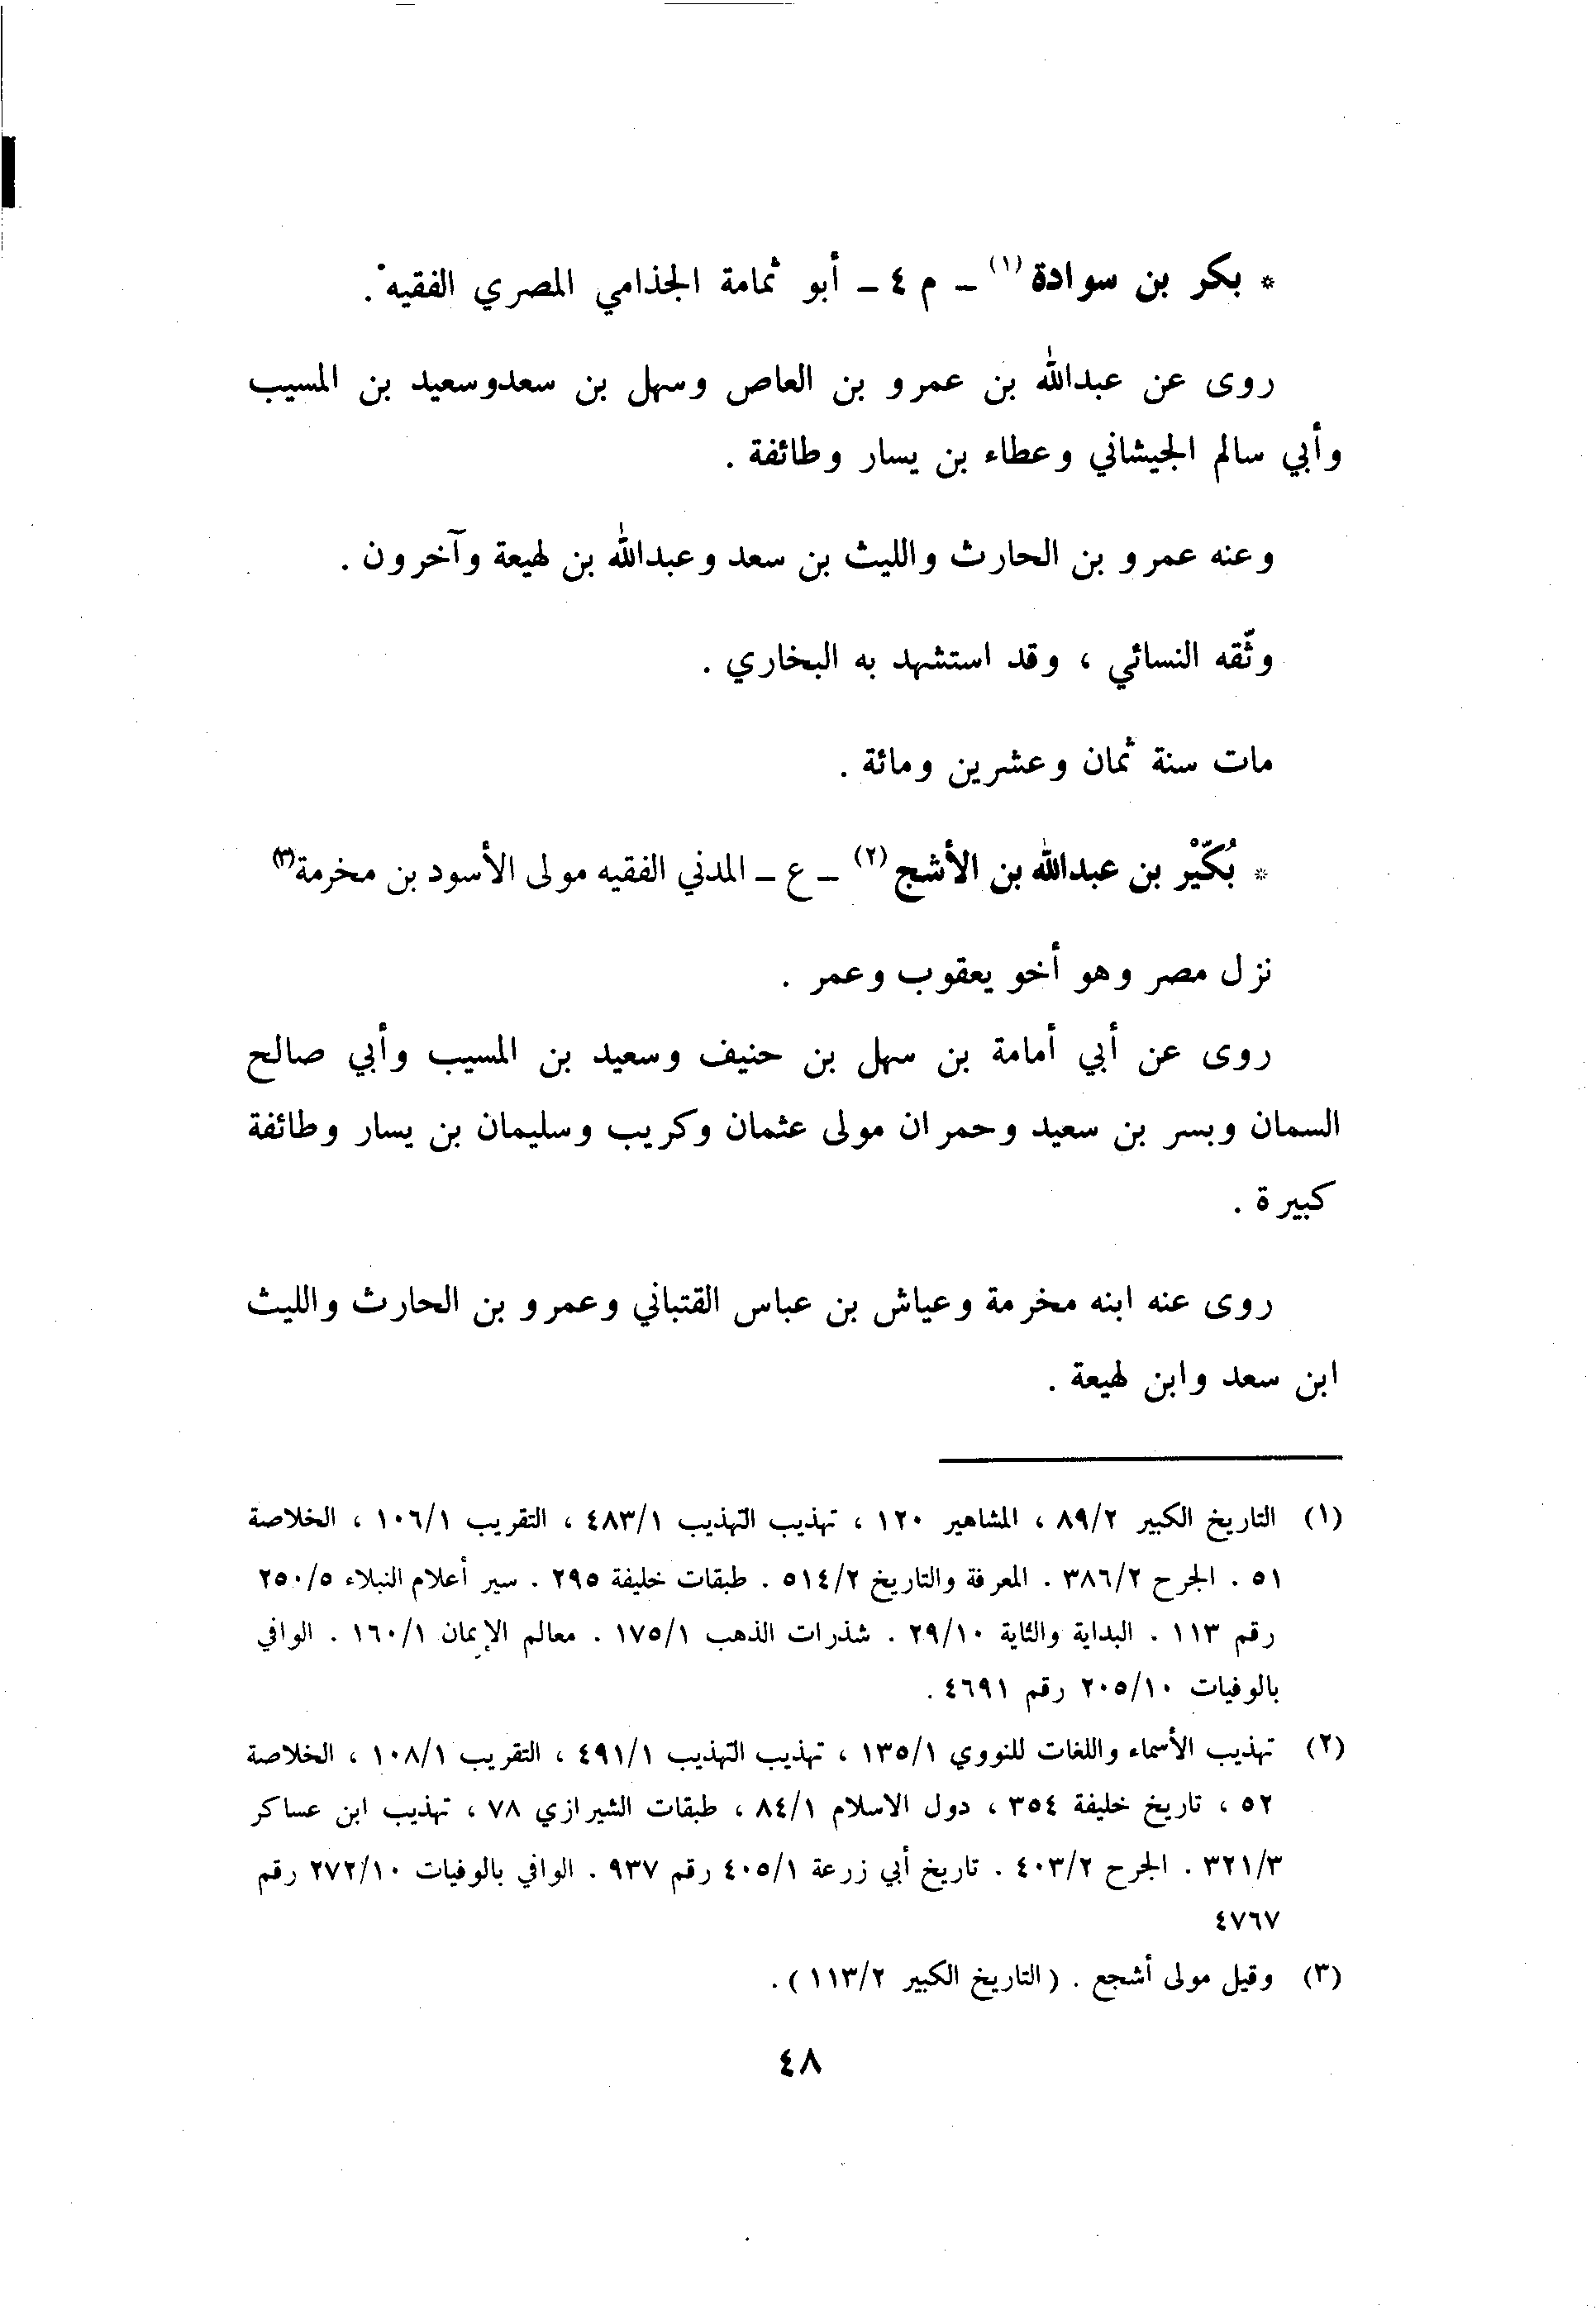 * بكر بن سوادة (١) ــ م ٤ ــ أبو ثمامة الجذامي المصري الفقيه .
روى عن عبدالله بن عمرو بن العاص وسهل بن سعدوسعيد بن المسيب
وأبي سالم الجيشاني وعطاء بن يسار وطائفة .
وعنه عمرو بن الحارث والليث بن سعد وعبدالله بن لهيعة وآخرون .
وثّقه النسائي ، وقد استشهد به البخاري .
مات سنة ثمان وعشرين ومائة .
* بُكَيْر بن عبدالله بن الأشج (٢) ــ ع ــ المدني الفقيه مولى الأسود بن مخرمة (٣)
نزل مصر وهو أخو يعقوب وعمر .
روى عن أبي أمامة بن سهل بن حنيف وسعيد بن المسيب وأبي صالح
السمان وبسر بن سعيد وحمران مولى عثمان وكريب وسليمان بن يسار وطائفة
كبيرة .
روى عنه ابنه مخرمة وعياش بن عباس القتباني وعمرو بن الحارث والليث
ابن سعد وابن لهيعة .
(١) التاريخ الكبير ٨٩/٢ ، المشاهير ١٢٠ ، تهذيب التهذيب ٤٨٣/١ ، التقريب ١٠٦/١ ، الخلاصة
٥١ . الجرح ٣٨٦/٢ . المعرفة والتاريخ ٥١٤/٢ . طبقات خليفة ٢٩٥ . سير أعلام النبلاء ٢٥٠/٥
رقم ١١٣ . البداية والثاية ٢٩/١٠ . شذرات الذهب ١٧٥/١ . معالم الإيمان ١٦٠/١ . الوافي
بالوفيات ٢٠٥/١٠ رقم ٤٦٩١ .
(٢) تهذيب الأسماء واللغات للنووي ١٣٥/١ ، تهذيب التهذيب ٤٩١/١ ، التقريب ١٠٨/١ ، الخلاصة
٥٢ ، تاريخ خليفة ٣٥٤ ، دول الاسلام ٨٤/١ ، طبقات الشيرازي ٧٨ ، تهذيب ابن عساكر
٣٢١/٣ . الجرح ٤٠٣/٢ . تاريخ أبي زرعة ٤٠٥/١ رقم ٩٣٧ . الوافي بالوفيات ٢٧٢/١٠ رقم
٤٧٦٧
(٣) وقيل مولى أشجع . ( التاريخ الكبير ١١٣/٢ ) .
٤٨